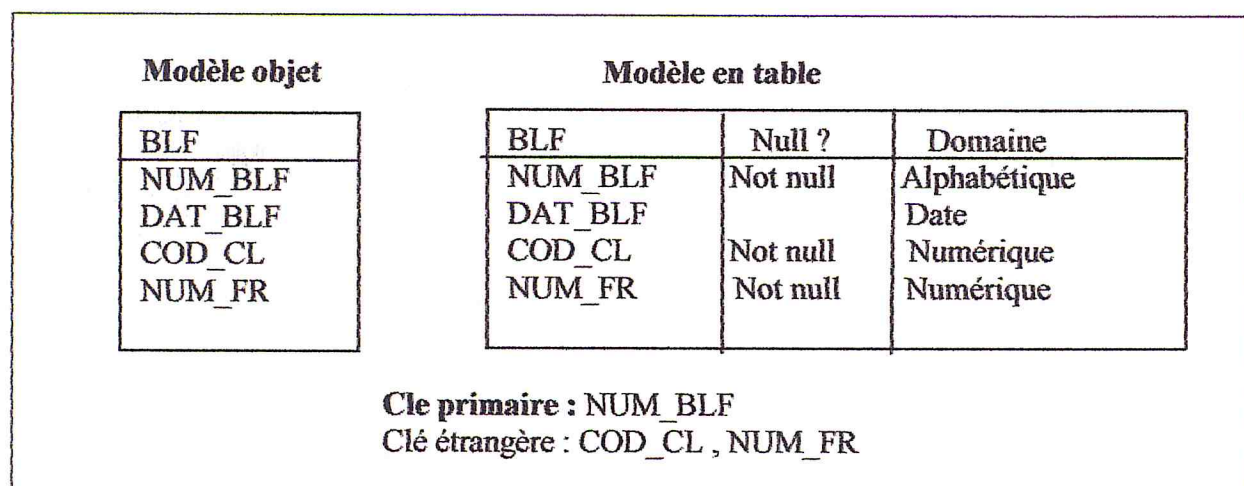 Modèle objet Modèle en table
BLF BLF Null ? Domaine
NUM_BLF NUM_BLF Not null Alphabétique
DAT_BLF DAT_BLF Date
COD_CL COD_CL Not null Numérique
NUM_FR NUM_FR Not null Numérique
Cle primaire : NUM_BLF
Clé étrangère : COD_CL , NUM_FR